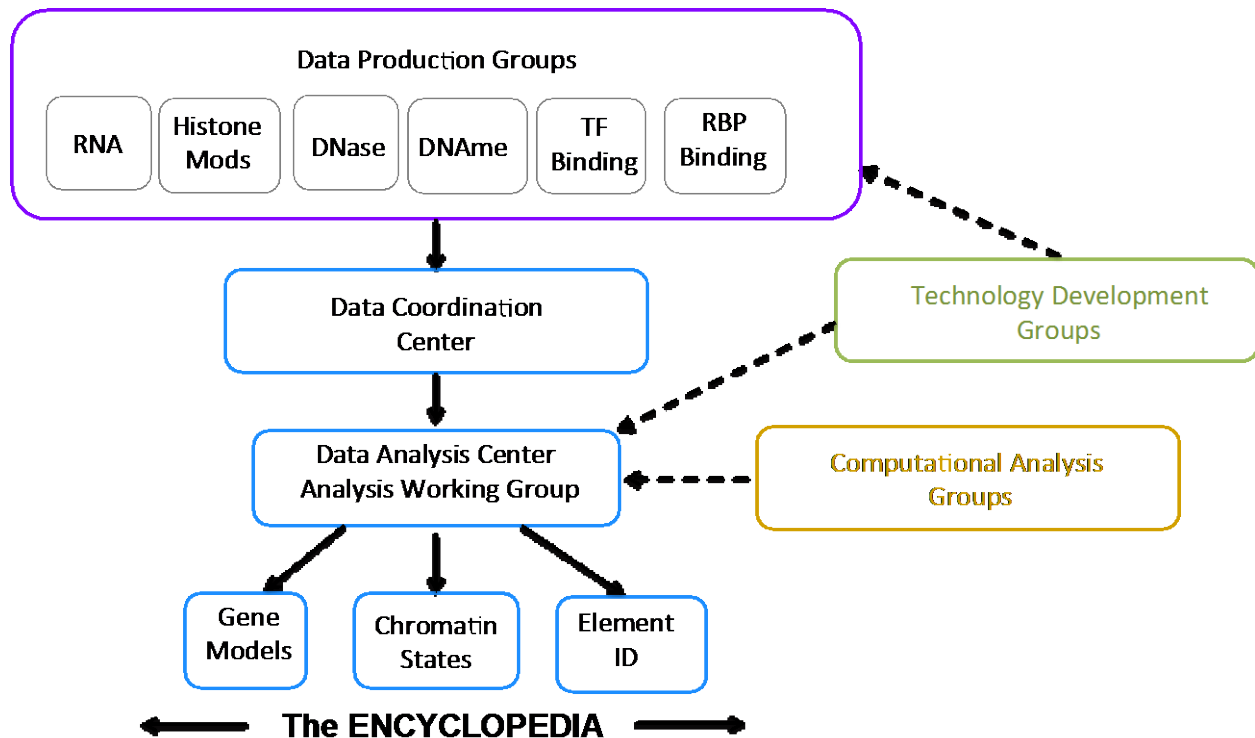 Data Production Groups
RNA
Histone
Mods
DNase
DNAme
TF
Binding
RBP
Binding
Data Coordination
Center
Technology Development
Groups
Data Analysis Center
Analysis Working Group
Computational Analysis
Groups
Gene
Models
Chromatin
States
Element
ID
The ENCYCLOPEDIA